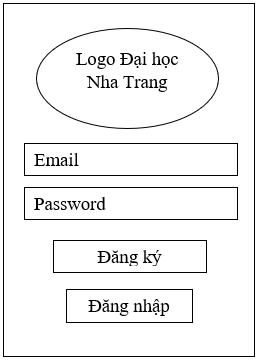 Logo Đại học
Nha Trang
Email
Password
Đăng ký
Đăng nhập